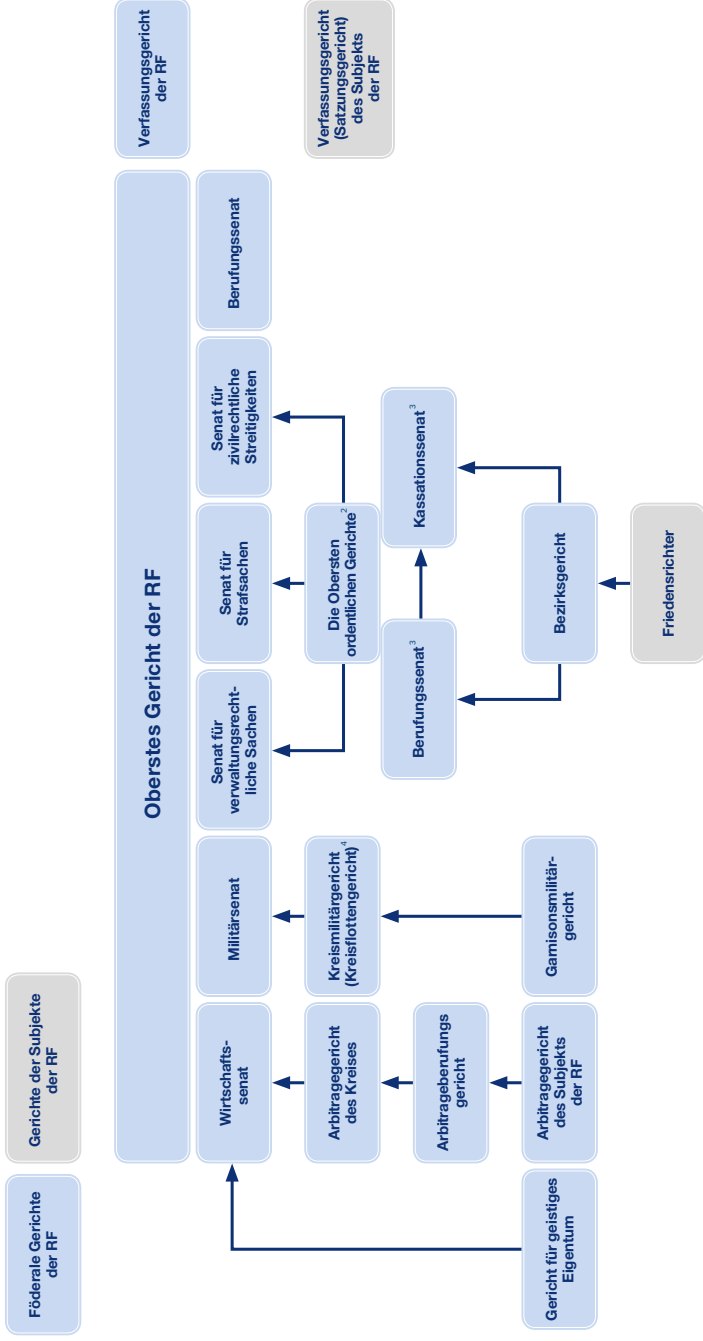 Föderale Gerichte
der RF
Gerichte der Subjekte
der RF
Oberstes Gericht der RF
Verfassungsgericht
der RF
Wirtschafts-
senat
Militärsenat
Senat für
verwaltungsrecht-
liche Sachen
Senat für
Strafsachen
Senat für
zivilrechtliche
Streitigkeiten
Berufungssenat
Arbitragegericht
des Kreises
Kreismilitärgericht
(Kreisflottengericht)4
Die Obersten
ordentlichen Gerichte2
Verfassungsgericht
(Satzungsgericht)
des Subjekts
der RF
Arbitrageberufungs
gericht
Berufungssenat3
Kassationssenat3
Gericht für geistiges
Eigentum
Arbitragegericht
des Subjekts
der RF
Garnisonsmilitär-
gericht
Bezirksgericht
Friedensrichter